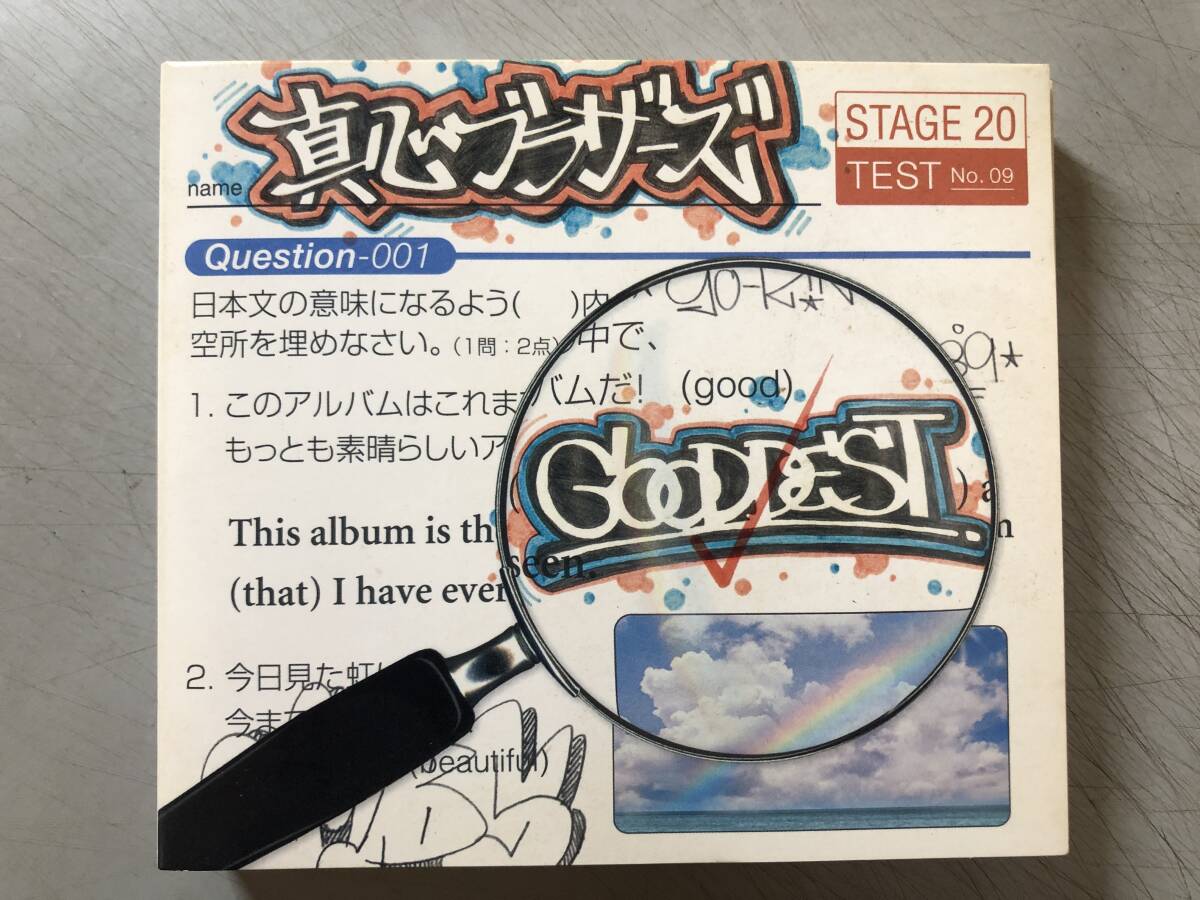 真心ブラザーズ
name
STAGE 20
TEST No. 09
Question-001
日本文の意味になるよう(　　)内
空所を埋めなさい。(1問：2点)
中で、
YO-KiN
1. このアルバムはこれま
バムだ! (good)
もっとも素晴らしいア
GOODDEST
This album is th
(
) a
(that) I have ever
seen.
2. 今日見た虹
今ま
(beautiful)